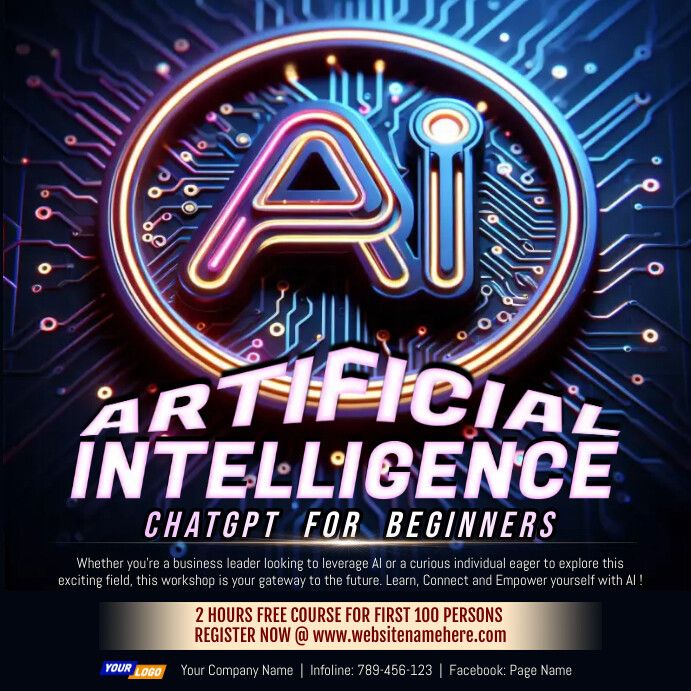 Ai
ARTIFICIAL
INTELLIGENCE
CHATGPT FOR BEGINNERS
Whether you're a business leader looking to leverage AI or a curious individual eager to explore this
exciting field, this workshop is your gateway to the future. Learn, Connect and Empower yourself with AI !
2 HOURS FREE COURSE FOR FIRST 100 PERSONS
REGISTER NOW @ www.websitenamehere.com
YOUR LOGO Your Company Name | Infoline: 789-456-123 | Facebook: Page Name